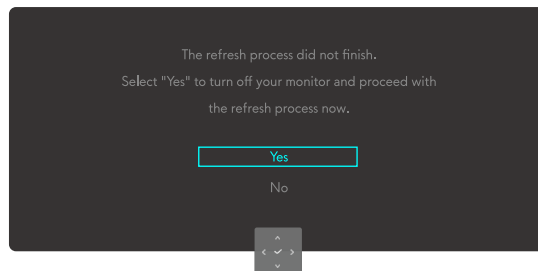 The refresh process did not finish.
Select "Yes" to turn off your monitor and proceed with
the refresh process now.
Yes
No